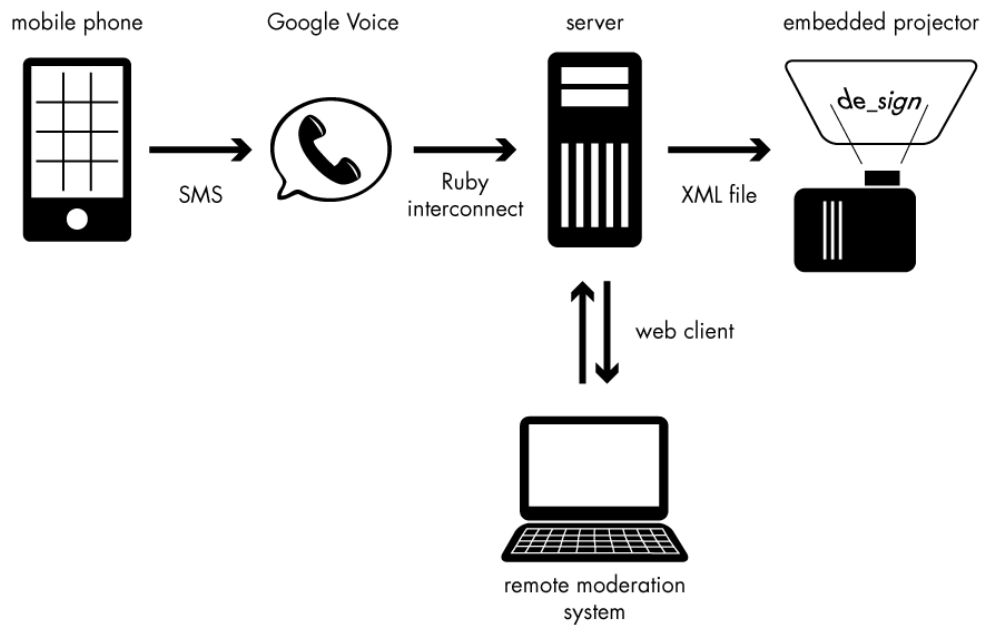 mobile phone
Google Voice
server
embedded projector
de_sign
SMS
Ruby
interconnect
XML file
web client
remote moderation
system